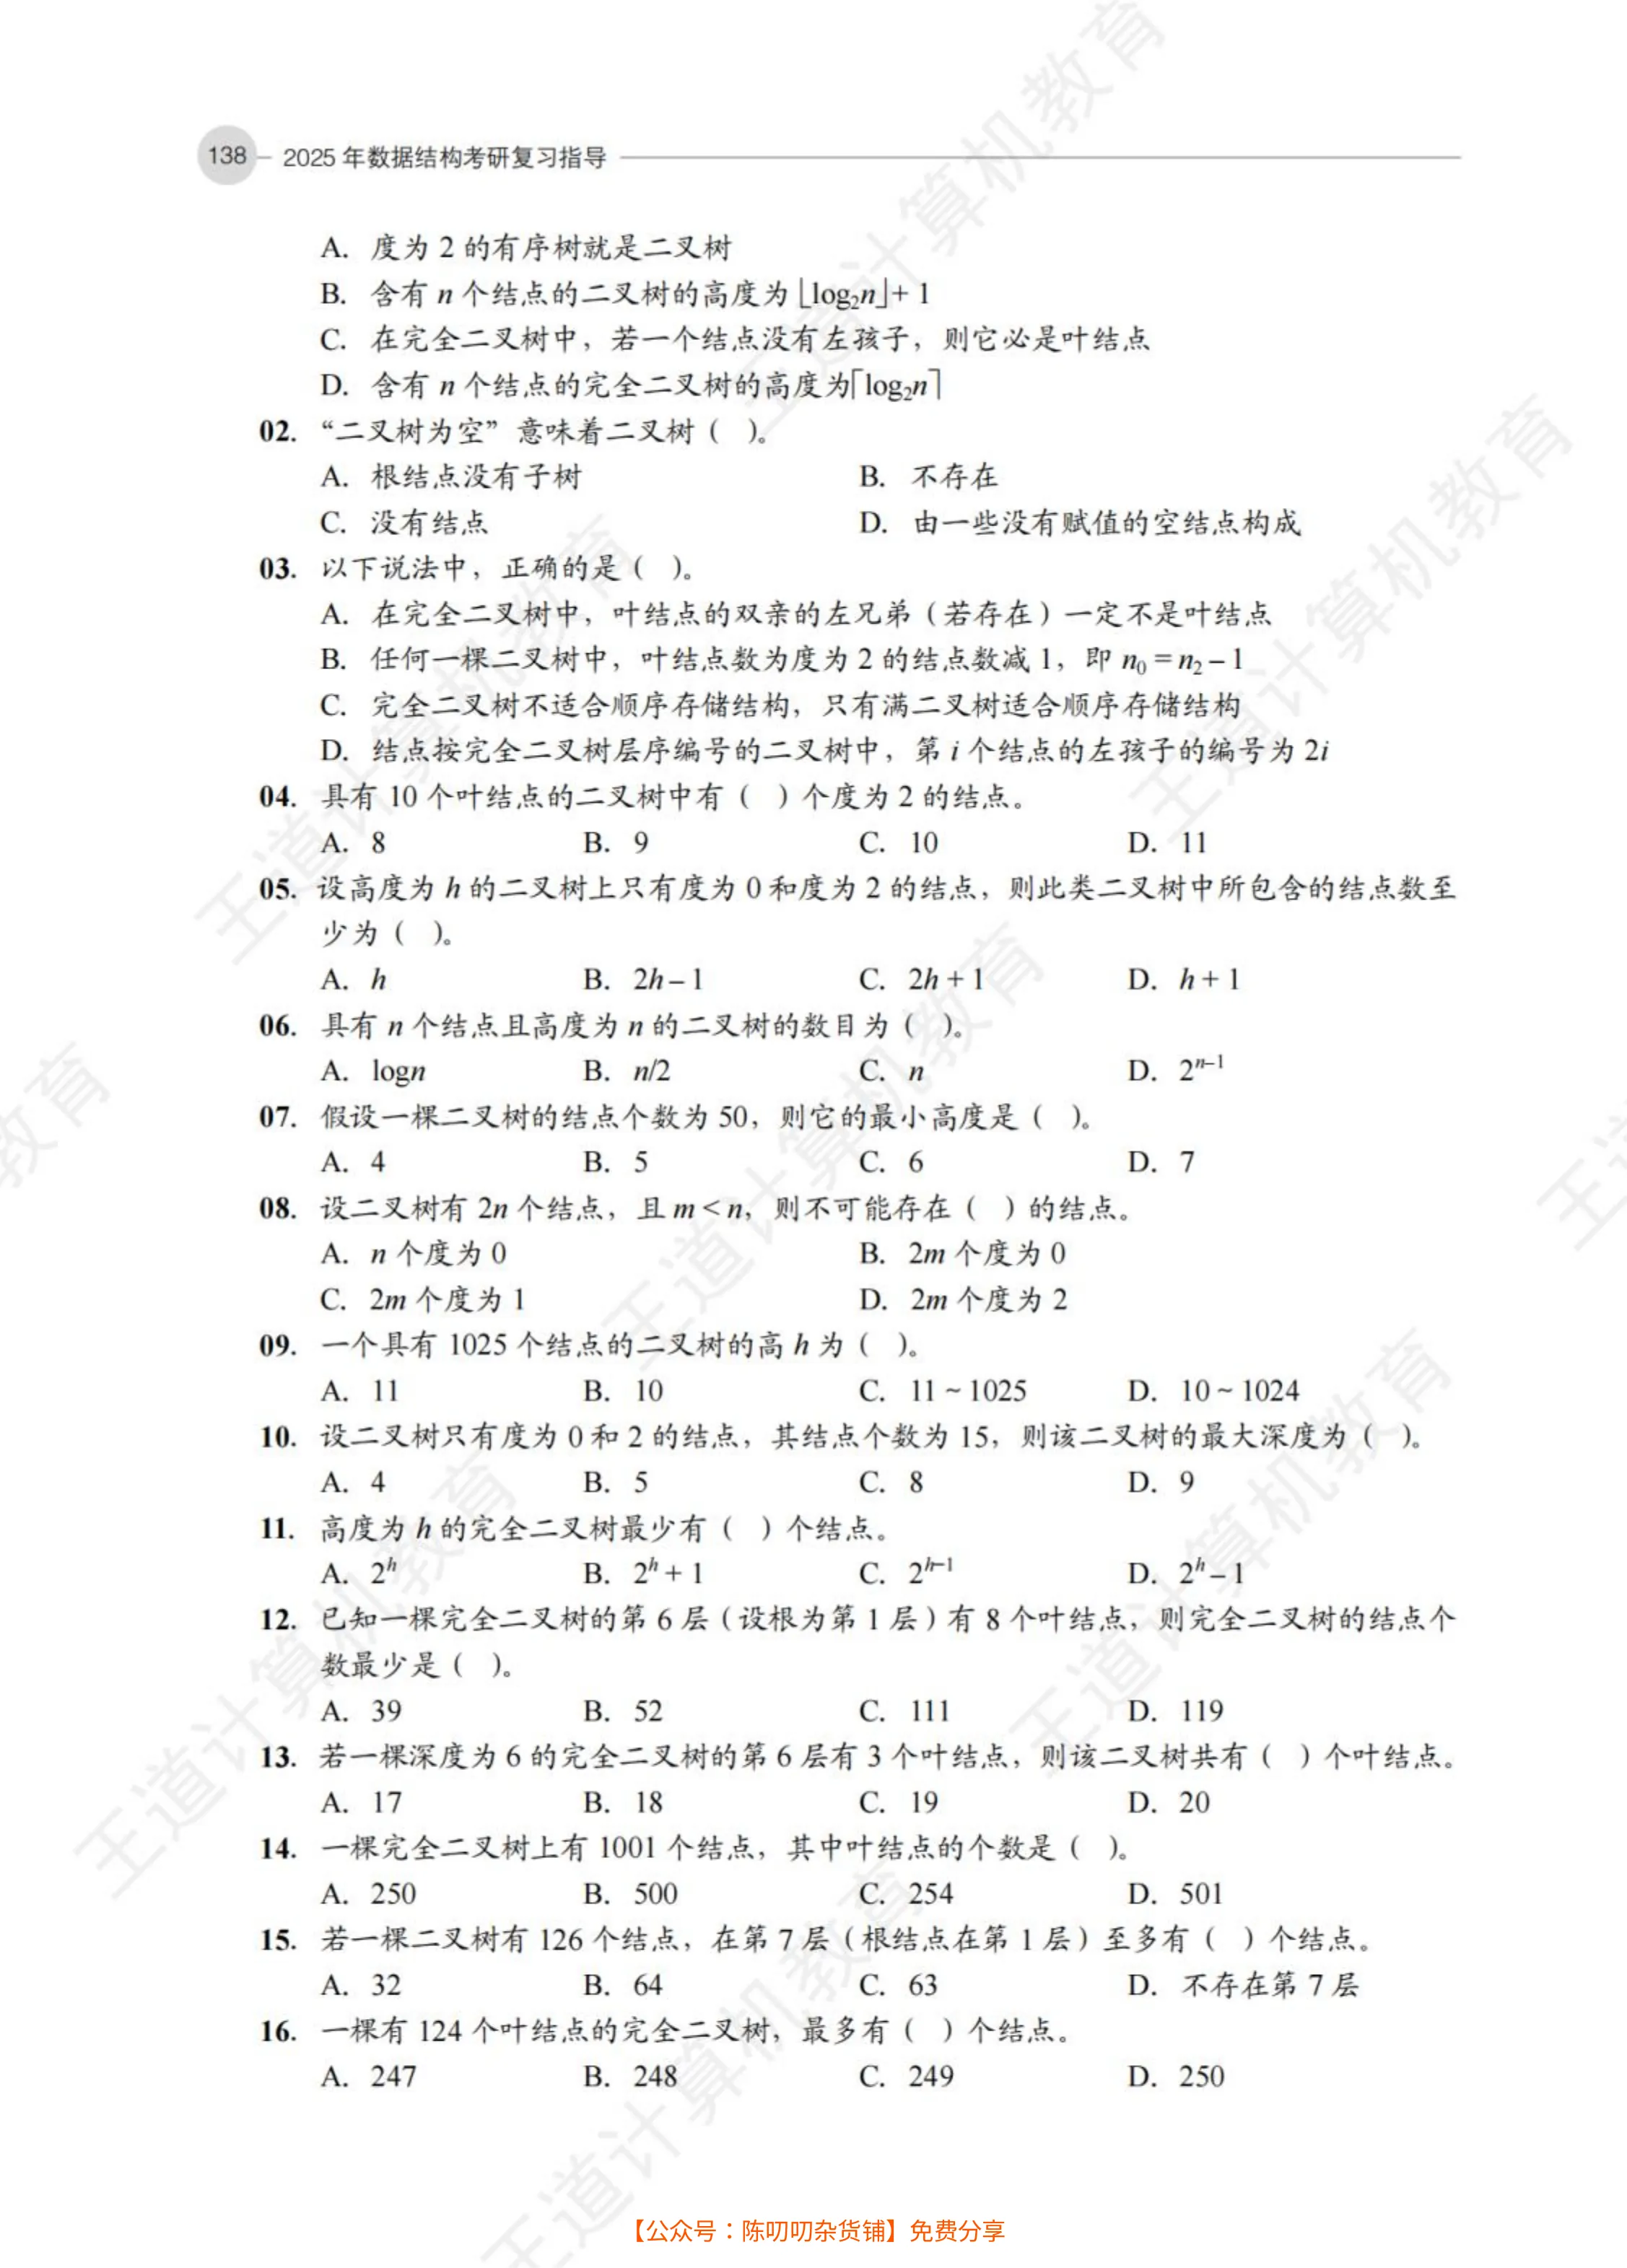 138 2025 年数据结构考研复习指导
A. 度为 2 的有序树就是二叉树
B. 含有 n 个结点的二叉树的高度为 ⌊log₂n⌋+ 1
C. 在完全二叉树中，若一个结点没有左孩子，则它必是叶结点
D. 含有 n 个结点的完全二叉树的高度为⌈log₂n⌉
02. “二叉树为空”意味着二叉树（ ）。
A. 根结点没有子树 B. 不存在
C. 没有结点 D. 由一些没有赋值的空结点构成
03. 以下说法中，正确的是（ ）。
A. 在完全二叉树中，叶结点的双亲的左兄弟（若存在）一定不是叶结点
B. 任何一棵二叉树中，叶结点数为度为 2 的结点数减 1，即 n₀ = n₂ – 1
C. 完全二叉树不适合顺序存储结构，只有满二叉树适合顺序存储结构
D. 结点按完全二叉树层序编号的二叉树中，第 i 个结点的左孩子的编号为 2i
04. 具有 10 个叶结点的二叉树中有（ ）个度为 2 的结点。
A. 8 B. 9 C. 10 D. 11
05. 设高度为 h 的二叉树上只有度为 0 和度为 2 的结点，则此类二叉树中所包含的结点数至
少为（ ）。
A. h B. 2h – 1 C. 2h + 1 D. h + 1
06. 具有 n 个结点且高度为 n 的二叉树的数目为（ ）。
A. logn B. n/2 C. n D. 2ⁿ⁻¹
07. 假设一棵二叉树的结点个数为 50，则它的最小高度是（ ）。
A. 4 B. 5 C. 6 D. 7
08. 设二叉树有 2n 个结点，且 m < n，则不可能存在（ ）的结点。
A. n 个度为 0 B. 2m 个度为 0
C. 2m 个度为 1 D. 2m 个度为 2
09. 一个具有 1025 个结点的二叉树的高 h 为（ ）。
A. 11 B. 10 C. 11 ~ 1025 D. 10 ~ 1024
10. 设二叉树只有度为 0 和 2 的结点，其结点个数为 15，则该二叉树的最大深度为（ ）。
A. 4 B. 5 C. 8 D. 9
11. 高度为 h 的完全二叉树最少有（ ）个结点。
A. 2ʰ B. 2ʰ + 1 C. 2ʰ⁻¹ D. 2ʰ – 1
12. 已知一棵完全二叉树的第 6 层（设根为第 1 层）有 8 个叶结点，则完全二叉树的结点个
数最少是（ ）。
A. 39 B. 52 C. 111 D. 119
13. 若一棵深度为 6 的完全二叉树的第 6 层有 3 个叶结点，则该二叉树共有（ ）个叶结点。
A. 17 B. 18 C. 19 D. 20
14. 一棵完全二叉树上有 1001 个结点，其中叶结点的个数是（ ）。
A. 250 B. 500 C. 254 D. 501
15. 若一棵二叉树有 126 个结点，在第 7 层（根结点在第 1 层）至多有（ ）个结点。
A. 32 B. 64 C. 63 D. 不存在第 7 层
16. 一棵有 124 个叶结点的完全二叉树，最多有（ ）个结点。
A. 247 B. 248 C. 249 D. 250
【公众号：陈叨叨杂货铺】免费分享
王道计算机教育